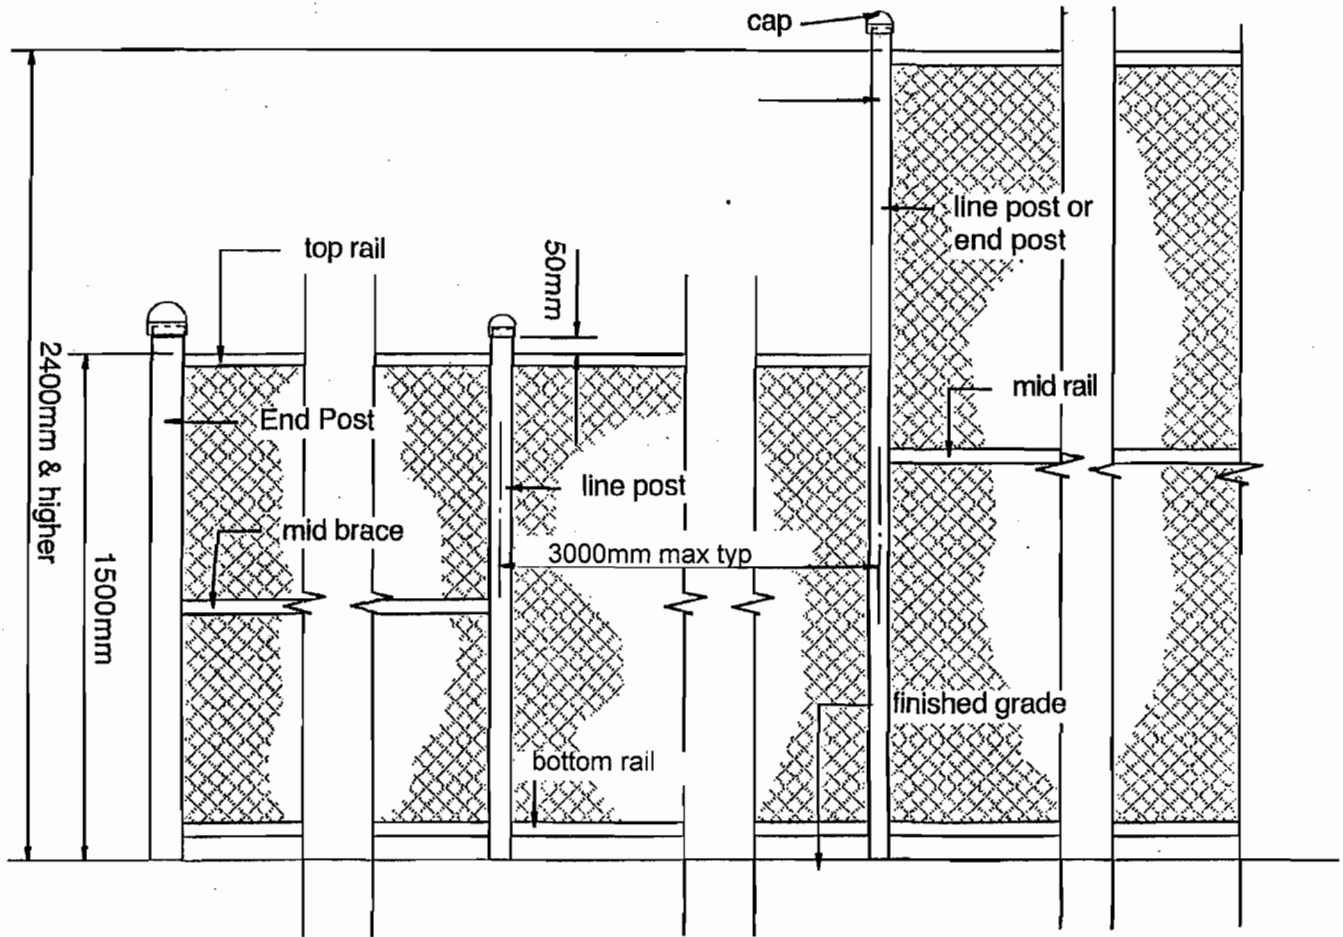 cap
line post or
end post
top rail
50mm
2400mm & higher
End Post
mid rail
line post
mid brace
3000mm max typ
1500mm
finished grade
bottom rail